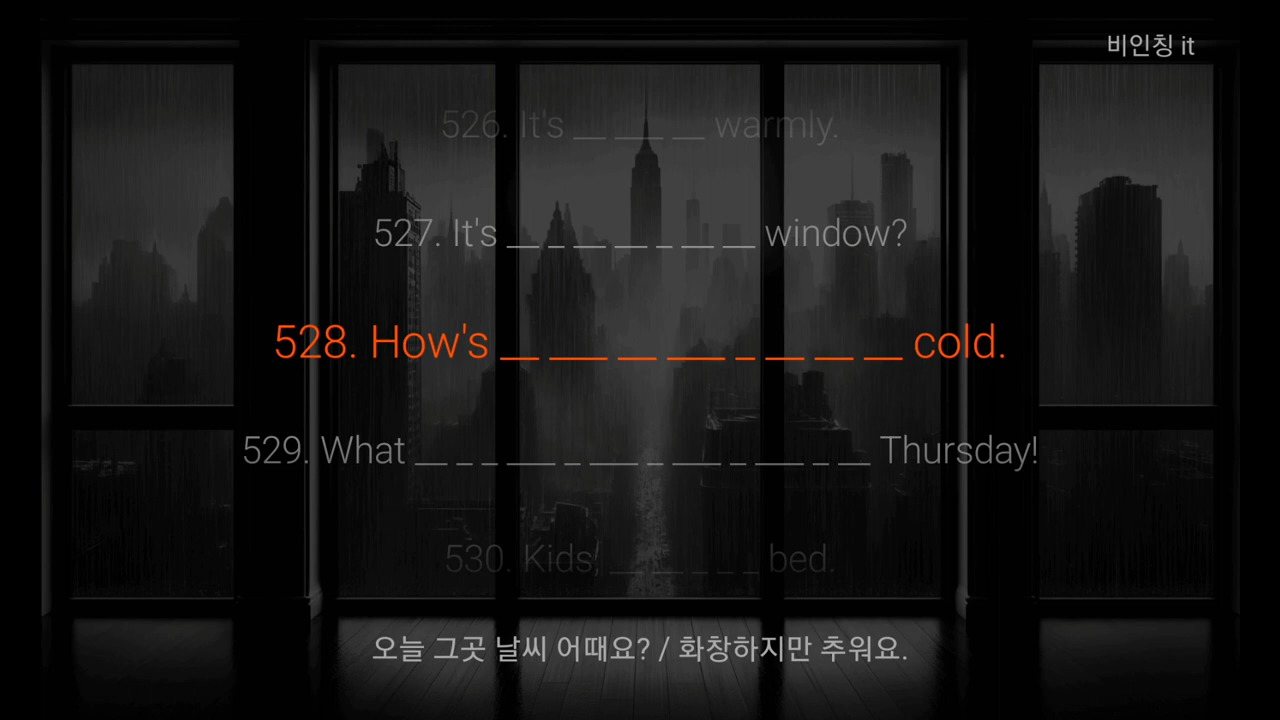 비인칭 it
526. It's __ __ __ warmly.
527. It's __ _ __ __ _ __ __ window?
528. How's __ ___ __ ___ _ __ __ __ cold.
529. What __ _ _ ___ _ ___ _ ___ _ ___ _ __ Thursday!
530. Kids, ___ _ _ _ _ bed.
오늘 그곳 날씨 어때요? / 화창하지만 추워요.